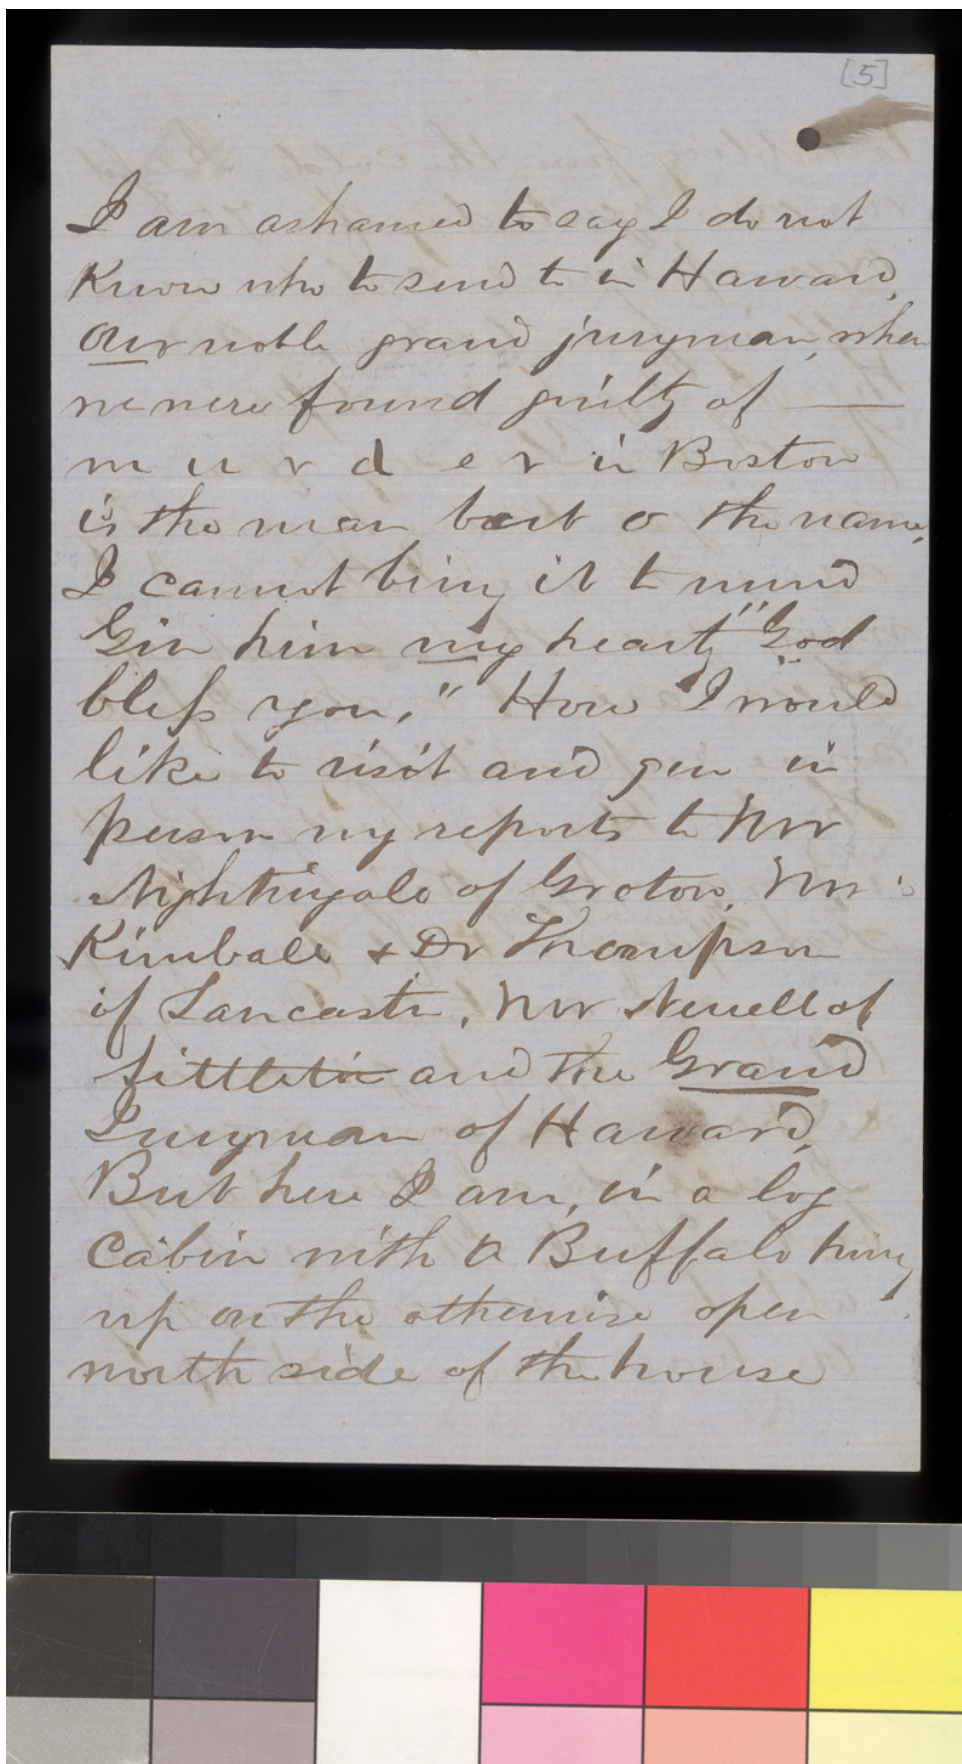 [5]
I am ashamed to say I do not
Know who to send to in Harvard,
Our noble grand juryman, when
we were found guilty of ———
m u r d e r in Boston
is the man but o the name,
I cannot bring it to mind
Give him my hearty "God
bless you." How I would
like to visit and give in
person my reports to Mr
Nightingale of Groton, Mr
Kimball & Dr Thompson
of Lancaster, Mr Newell of
Littleton and the Grand
Juryman of Harvard,
But here I am, in a log
Cabin with a Buffalo hung
up on the otherwise open
north side of the house